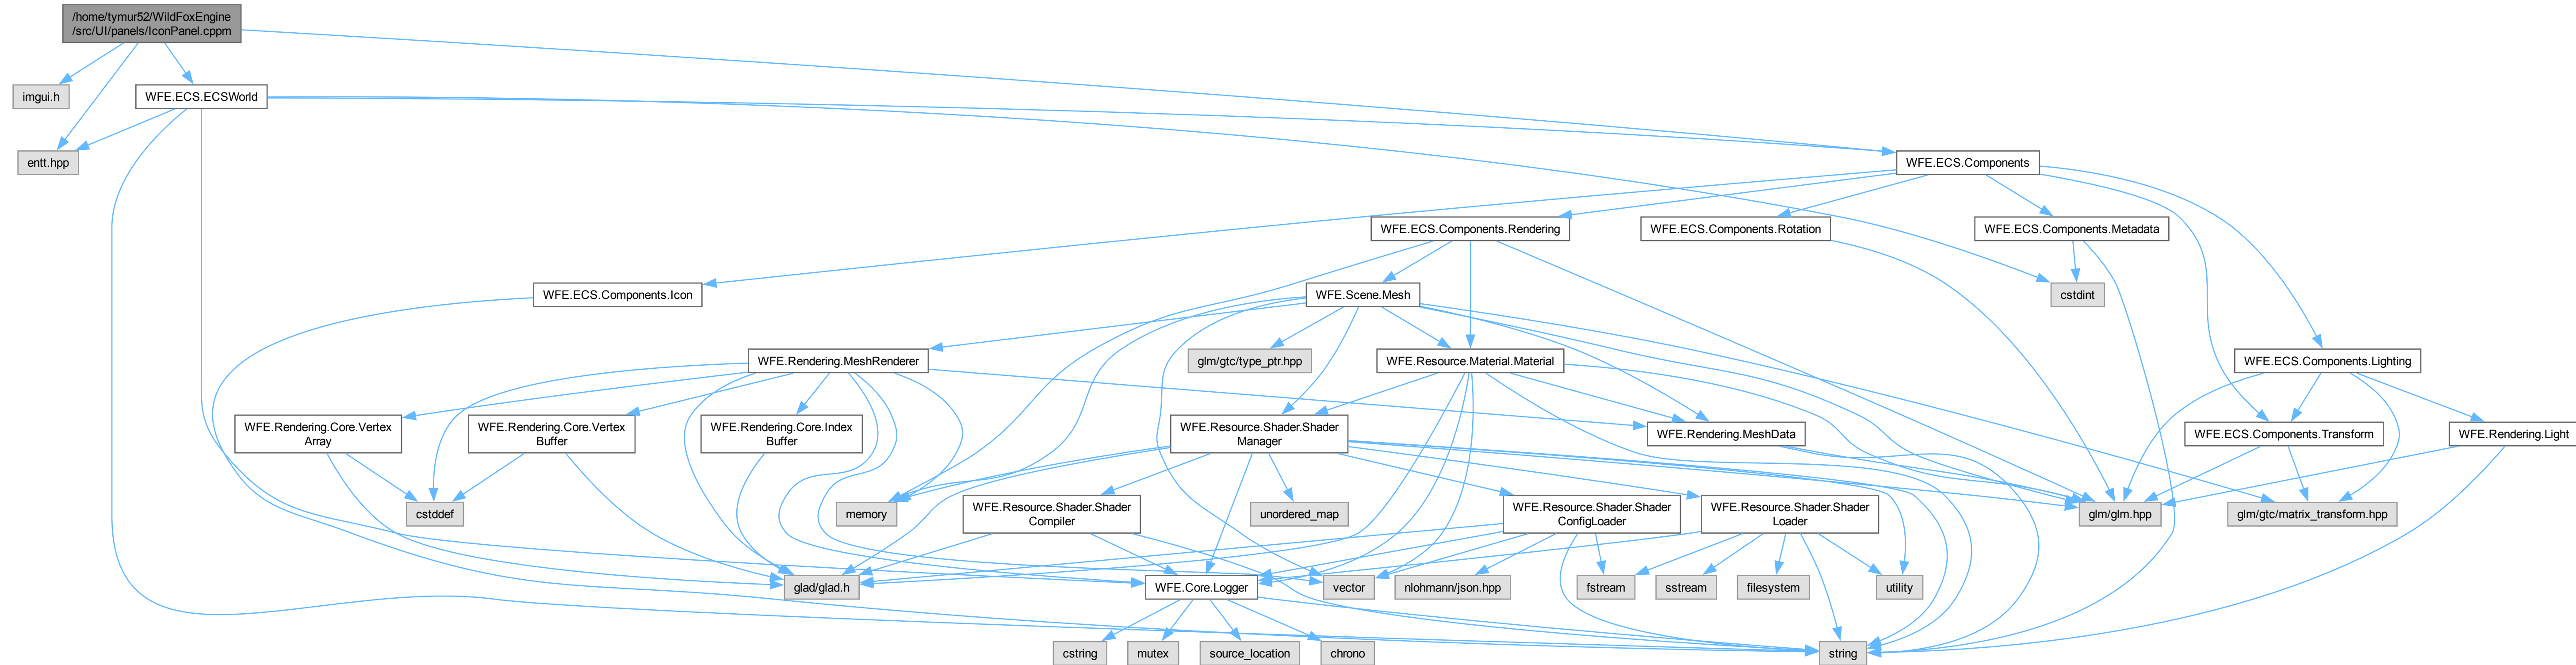 /home/tymur52/WildFoxEngine
/src/UI/panels/IconPanel.cppm
imgui.h
WFE.ECS.ECSWorld
entt.hpp
WFE.ECS.Components
WFE.ECS.Components.Rendering
WFE.ECS.Components.Rotation
WFE.ECS.Components.Metadata
WFE.ECS.Components.Icon
WFE.Scene.Mesh
cstdint
WFE.Rendering.MeshRenderer
glm/gtc/type_ptr.hpp
WFE.Resource.Material.Material
WFE.ECS.Components.Lighting
WFE.Rendering.Core.Vertex
Array
WFE.Rendering.Core.Vertex
Buffer
WFE.Rendering.Core.Index
Buffer
WFE.Resource.Shader.Shader
Manager
WFE.Rendering.MeshData
WFE.ECS.Components.Transform
WFE.Rendering.Light
cstddef
memory
WFE.Resource.Shader.Shader
Compiler
unordered_map
WFE.Resource.Shader.Shader
ConfigLoader
WFE.Resource.Shader.Shader
Loader
glm/glm.hpp
glm/gtc/matrix_transform.hpp
glad/glad.h
WFE.Core.Logger
vector
nlohmann/json.hpp
fstream
sstream
filesystem
utility
cstring
mutex
source_location
chrono
string